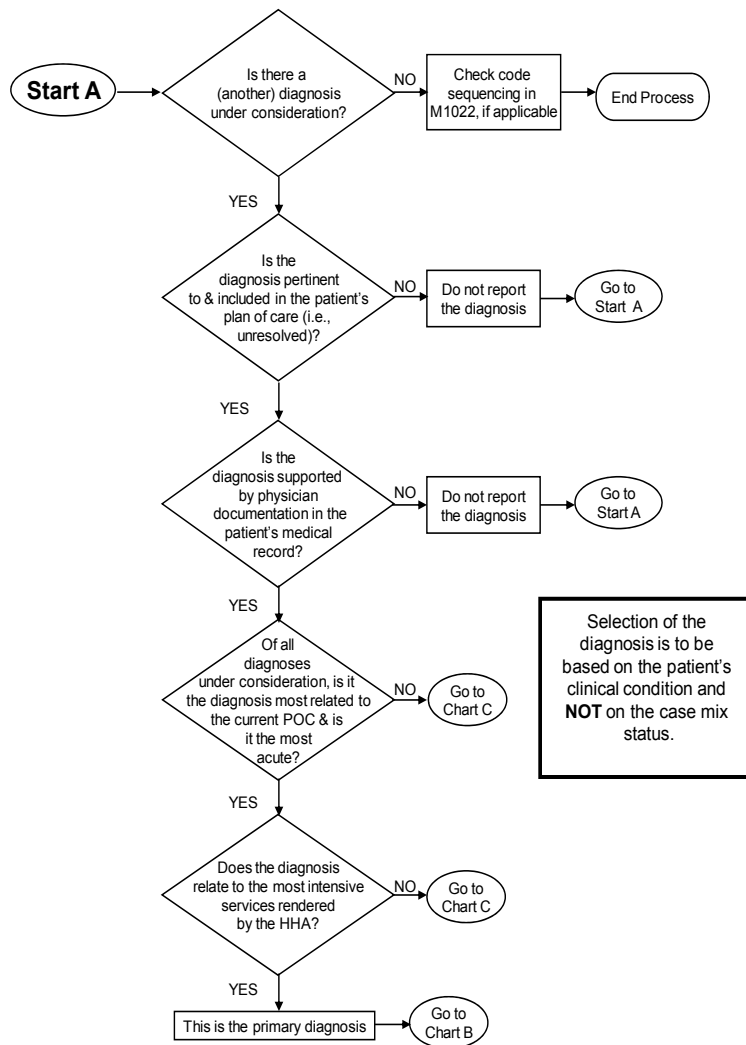 Start A
Is there a
(another) diagnosis
under consideration?
NO
Check code
sequencing in
M1022, if applicable
End Process
YES
Is the
diagnosis pertinent
to & included in the patient's
plan of care (i.e.,
unresolved)?
NO
Do not report
the diagnosis
Go to
Start A
YES
Is the
diagnosis supported
by physician
documentation in the
patient's medical
record?
NO
Do not report
the diagnosis
Go to
Start A
YES
Of all
diagnoses
under consideration, is it
the diagnosis most related to
the current POC & is
it the most
acute?
NO
Go to
Chart C
Selection of the
diagnosis is to be
based on the patient's
clinical condition and
NOT on the case mix
status.
YES
Does the diagnosis
relate to the most intensive
services rendered
by the HHA?
NO
Go to
Chart C
YES
This is the primary diagnosis
Go to
Chart B